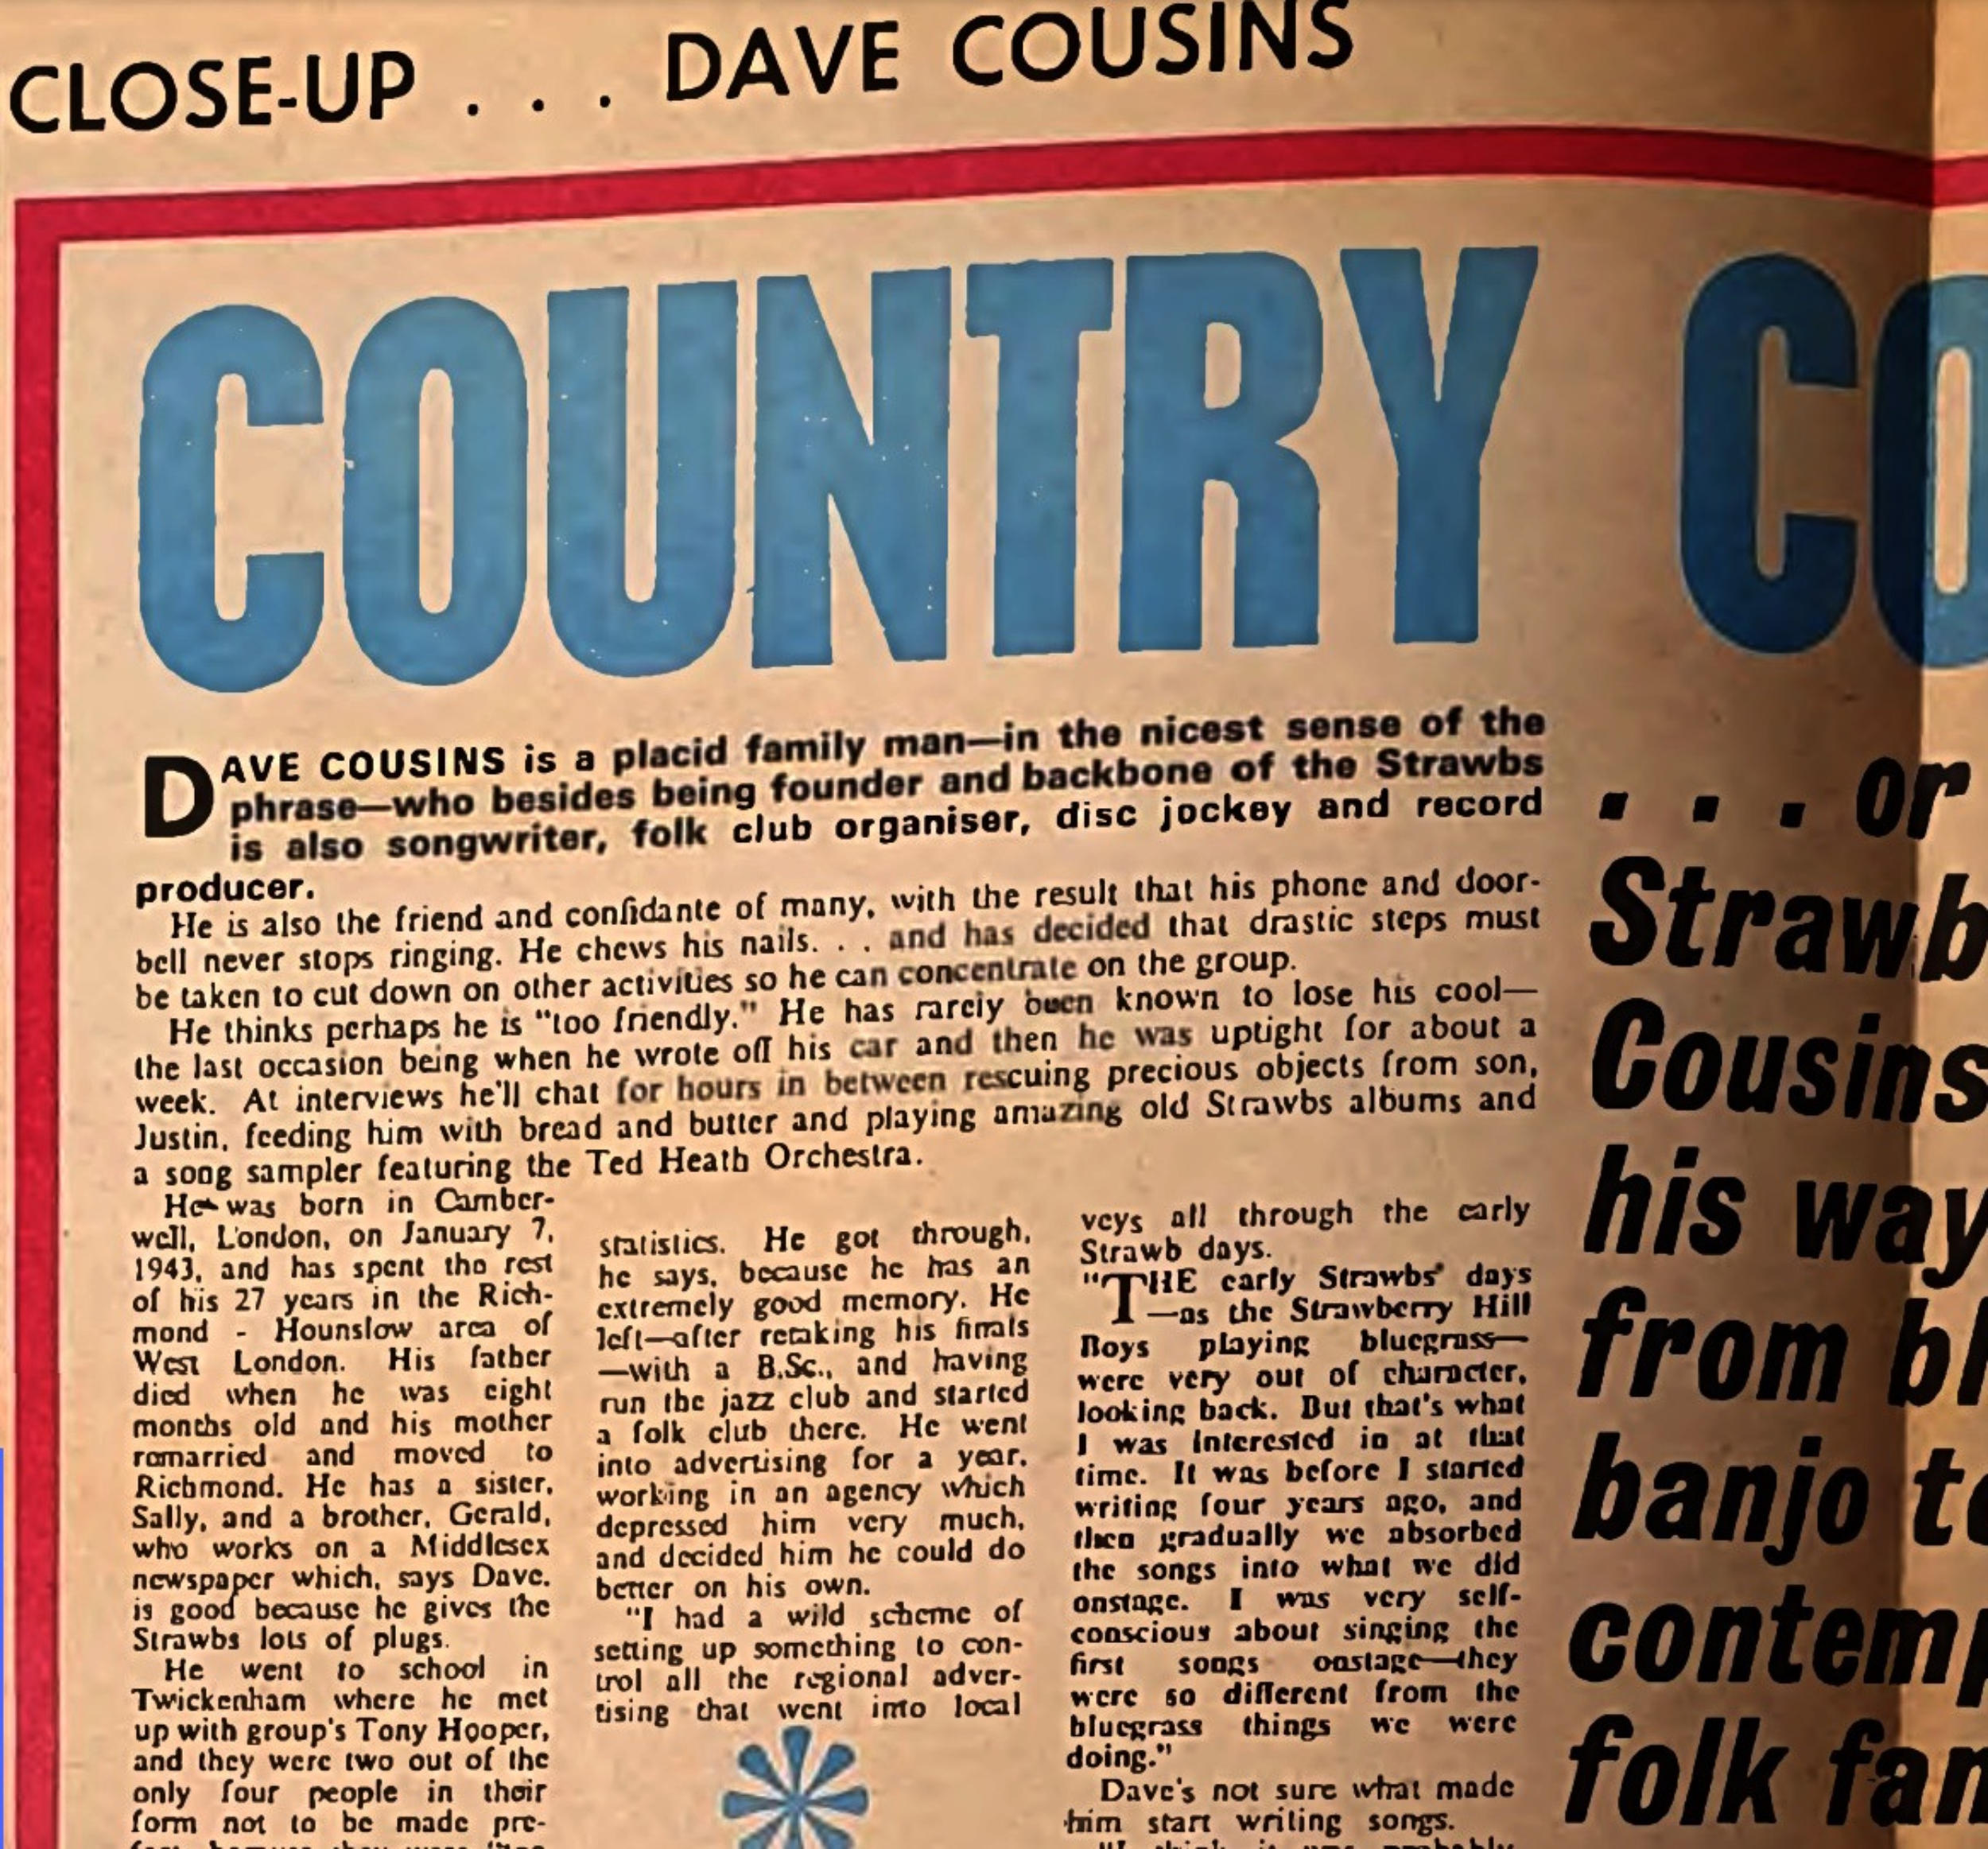 CLOSE-UP . . . DAVE COUSINS
COUNTRY CO
DAVE COUSINS is a placid family man—in the nicest sense of the
phrase—who besides being founder and backbone of the Strawbs
is also songwriter, folk club organiser, disc jockey and record
producer.
He is also the friend and confidante of many, with the result that his phone and door-
bell never stops ringing. He chews his nails. . . and has decided that drastic steps must
be taken to cut down on other activities so he can concentrate on the group.
He thinks perhaps he is "too friendly." He has rarely been known to lose his cool—
the last occasion being when he wrote off his car and then he was uptight for about a
week. At interviews he'll chat for hours in between rescuing precious objects from son,
Justin, feeding him with bread and butter and playing amazing old Strawbs albums and
a song sampler featuring the Ted Heath Orchestra.
He was born in Camber-
well, London, on January 7,
1943, and has spent the rest
of his 27 years in the Rich-
mond - Hounslow area of
West London. His father
died when he was eight
months old and his mother
remarried and moved to
Richmond. He has a sister,
Sally, and a brother, Gerald,
who works on a Middlesex
newspaper which, says Dave,
is good because he gives the
Strawbs lots of plugs.
He went to school in
Twickenham where he met
up with group's Tony Hooper,
and they were two out of the
only four people in their
form not to be made pre-
statistics. He got through,
he says, because he has an
extremely good memory. He
left—after retaking his finals
—with a B.Sc., and having
run the jazz club and started
a folk club there. He went
into advertising for a year,
working in an agency which
depressed him very much,
and decided him he could do
better on his own.
"I had a wild scheme of
setting up something to con-
trol all the regional adver-
tising that went into local
veys all through the early
Strawb days.
"THE early Strawbs' days
—as the Strawberry Hill
Boys playing bluegrass—
were very out of character,
looking back. But that's what
I was interested in at that
time. It was before I started
writing four years ago, and
then gradually we absorbed
the songs into what we did
onstage. I was very self-
conscious about singing the
first songs onstage—they
were so different from the
bluegrass things we were
doing."
Dave's not sure what made
him start writing songs.
. . . or
Strawb
Cousins
his way
from bl
banjo to
contemp
folk fan